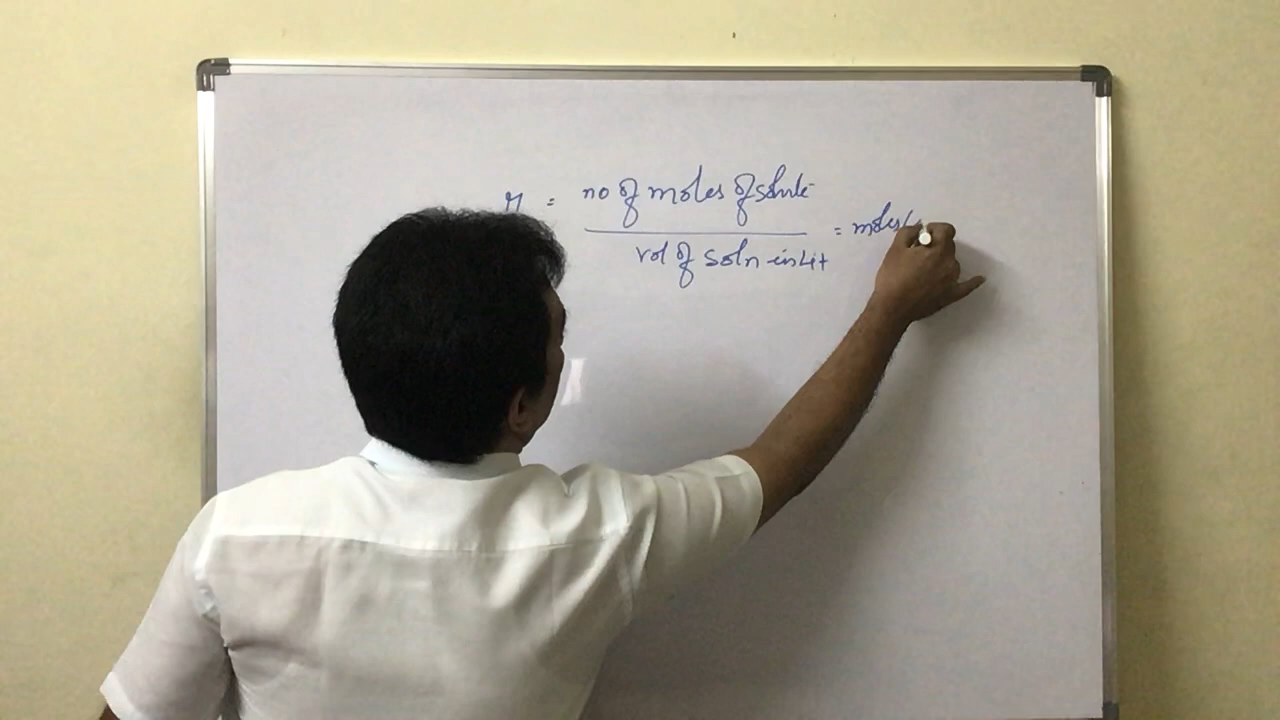 M = no of moles of solute
= moles/
vol of soln in Lit